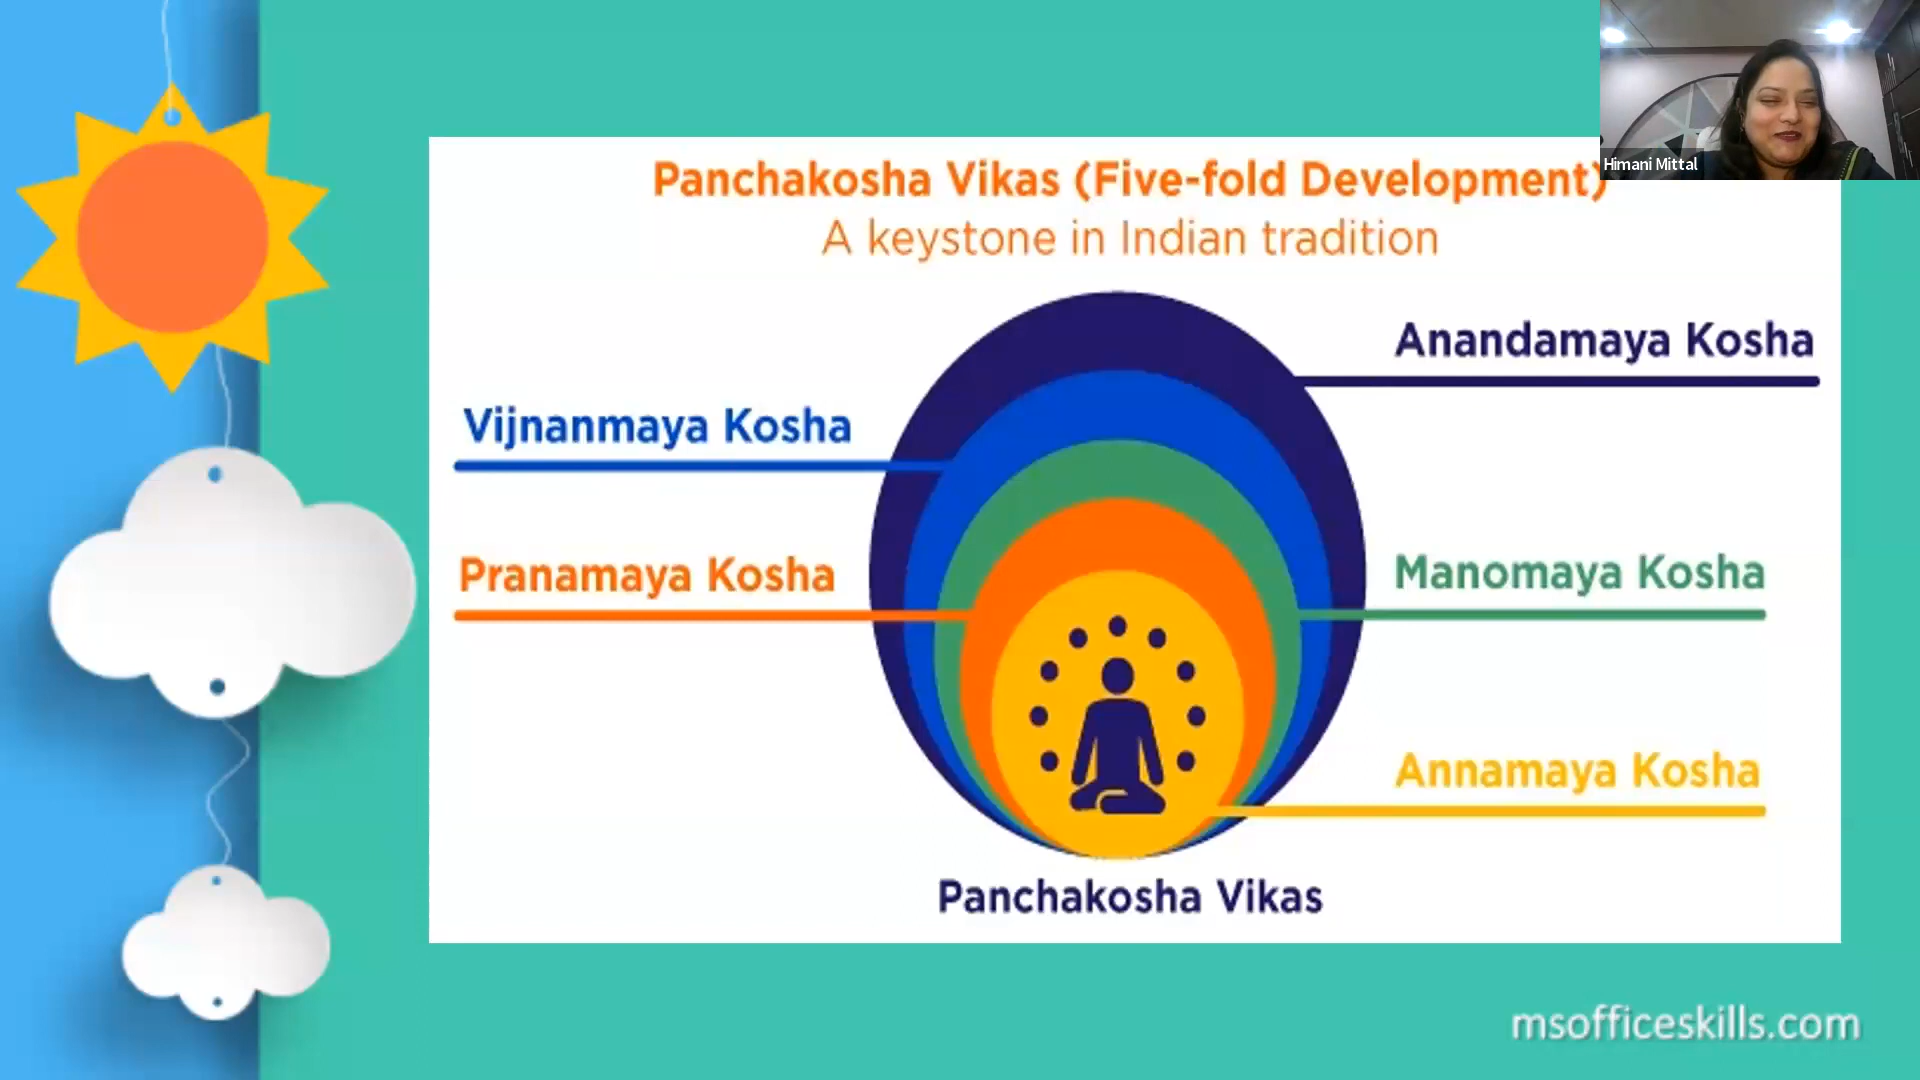 Himani Mittal
Panchakosha Vikas (Five-fold Development)
A keystone in Indian tradition
Anandamaya Kosha
Vijnanmaya Kosha
Pranamaya Kosha
Manomaya Kosha
Annamaya Kosha
Panchakosha Vikas
msofficeskills.com